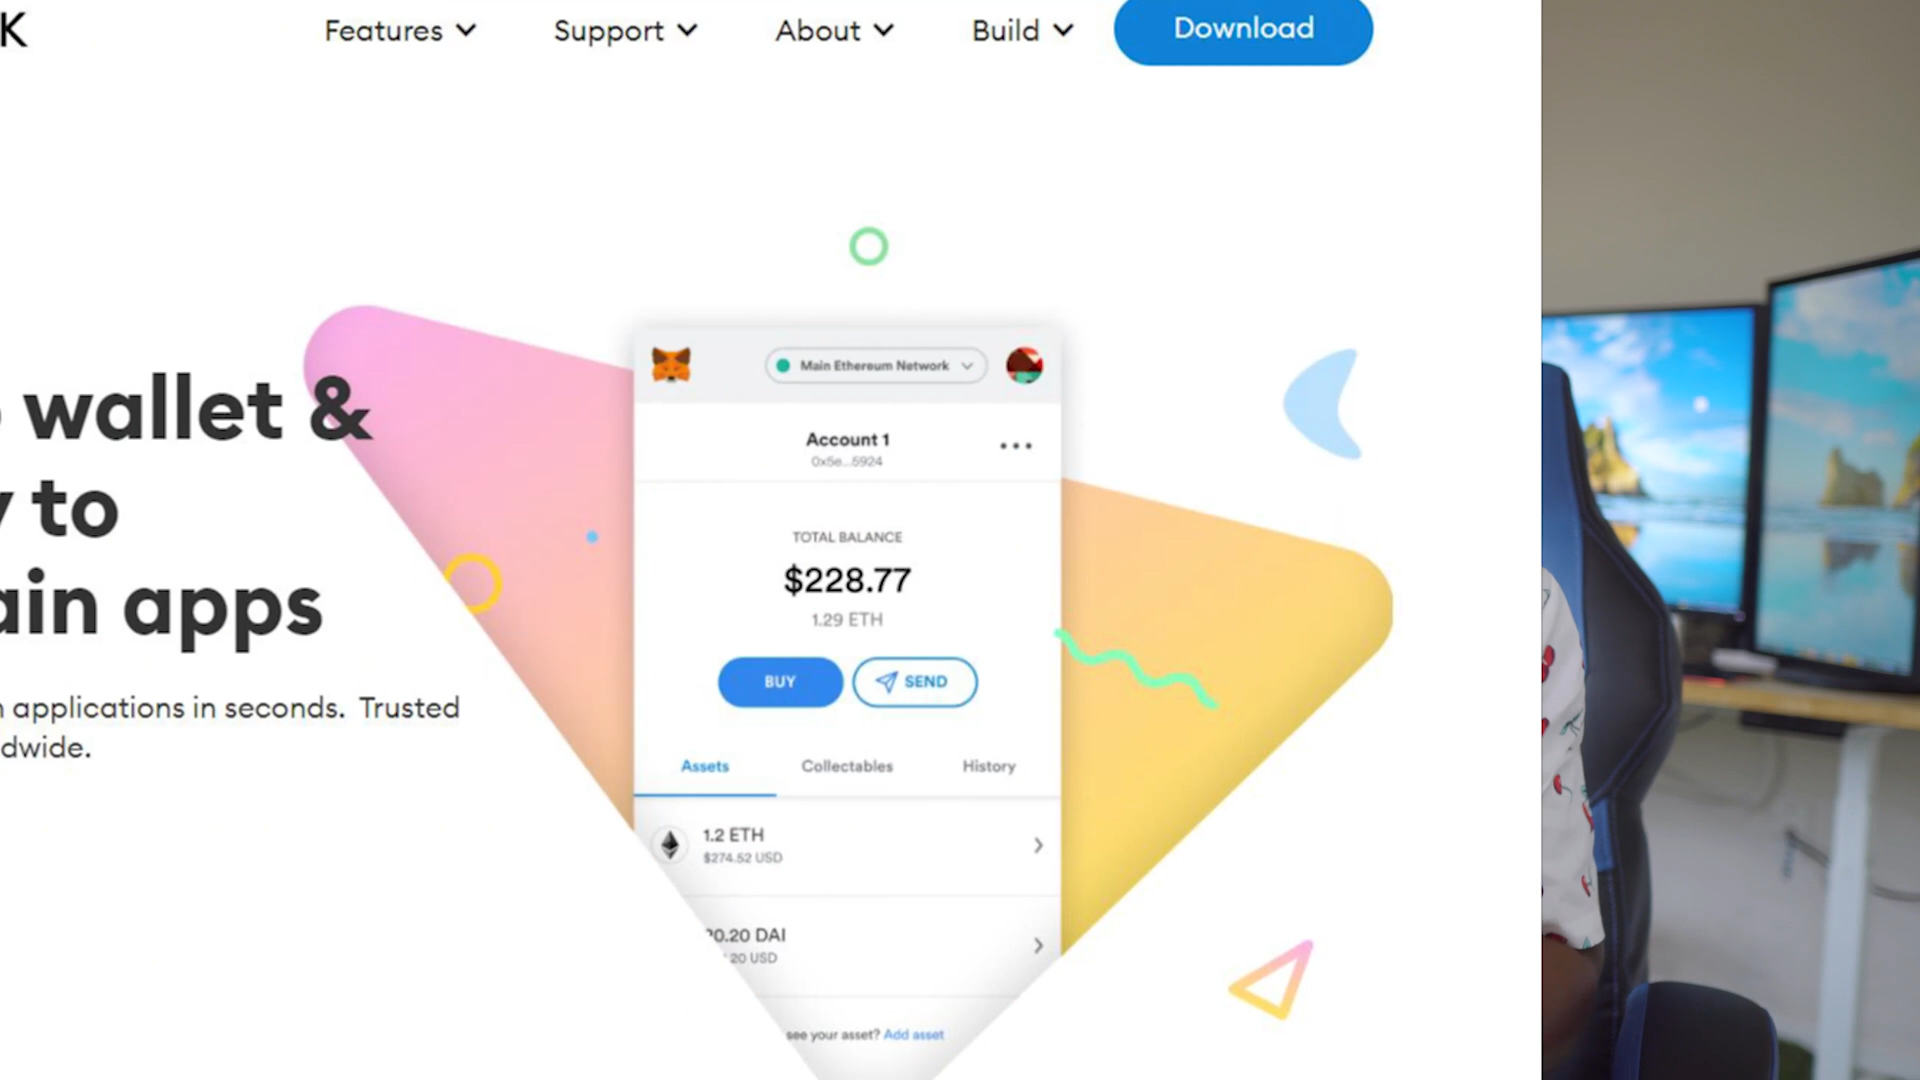 K
Features
Support
About
Build
Download
wallet &
to
ain apps
applications in seconds. Trusted
dwide.
Main Ethereum Network
Account 1
0x5e...5924
TOTAL BALANCE
$228.77
1.29 ETH
BUY
SEND
Assets
Collectables
History
1.2 ETH
$274.52 USD
0.20 DAI
20 USD
see your asset? Add asset